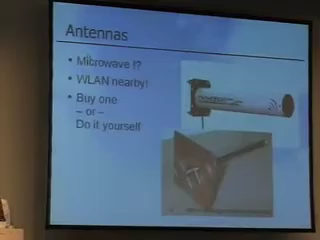 Antennas
• Microwave !?
• WLAN nearby!
• Buy one
– or –
Do it yourself